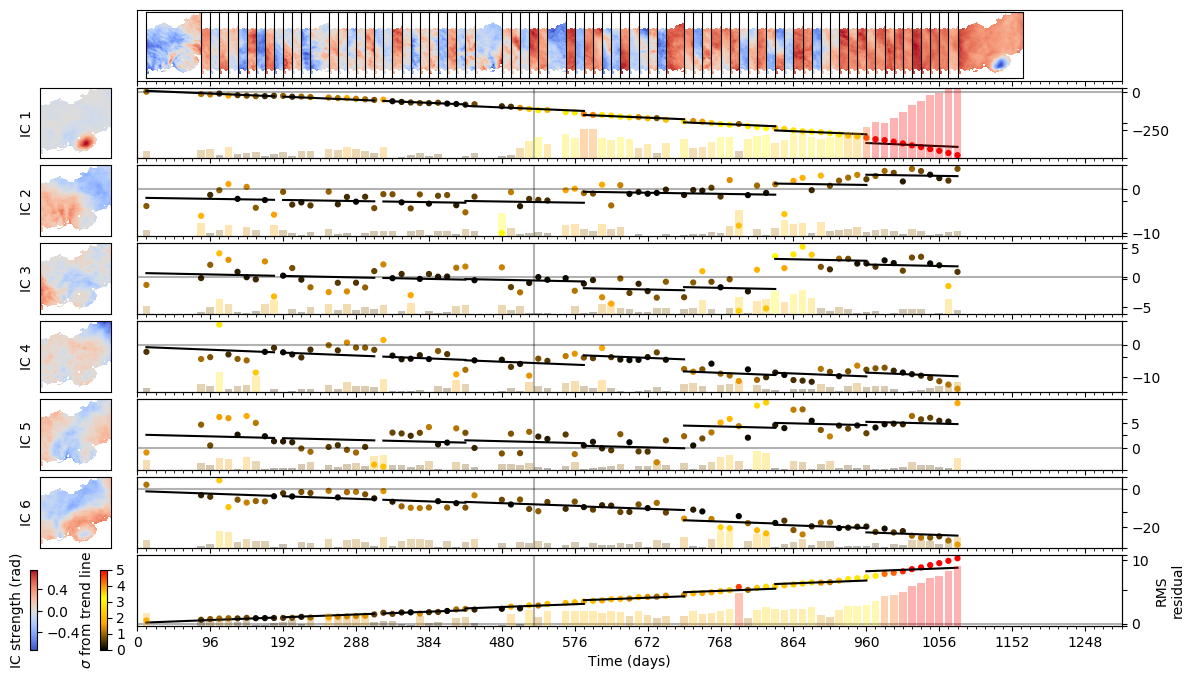 IC 1
0
−250
IC 2
0
−10
IC 3
5
0
−5
IC 4
0
−10
IC 5
5
0
IC 6
0
−20
10
0
RMS
residual
0 96 192 288 384 480 576 672 768 864 960 1056 1152 1248
Time (days)
IC strength (rad)
0.4
0.0
−0.4
σ from trend line
5
4
3
2
1
0